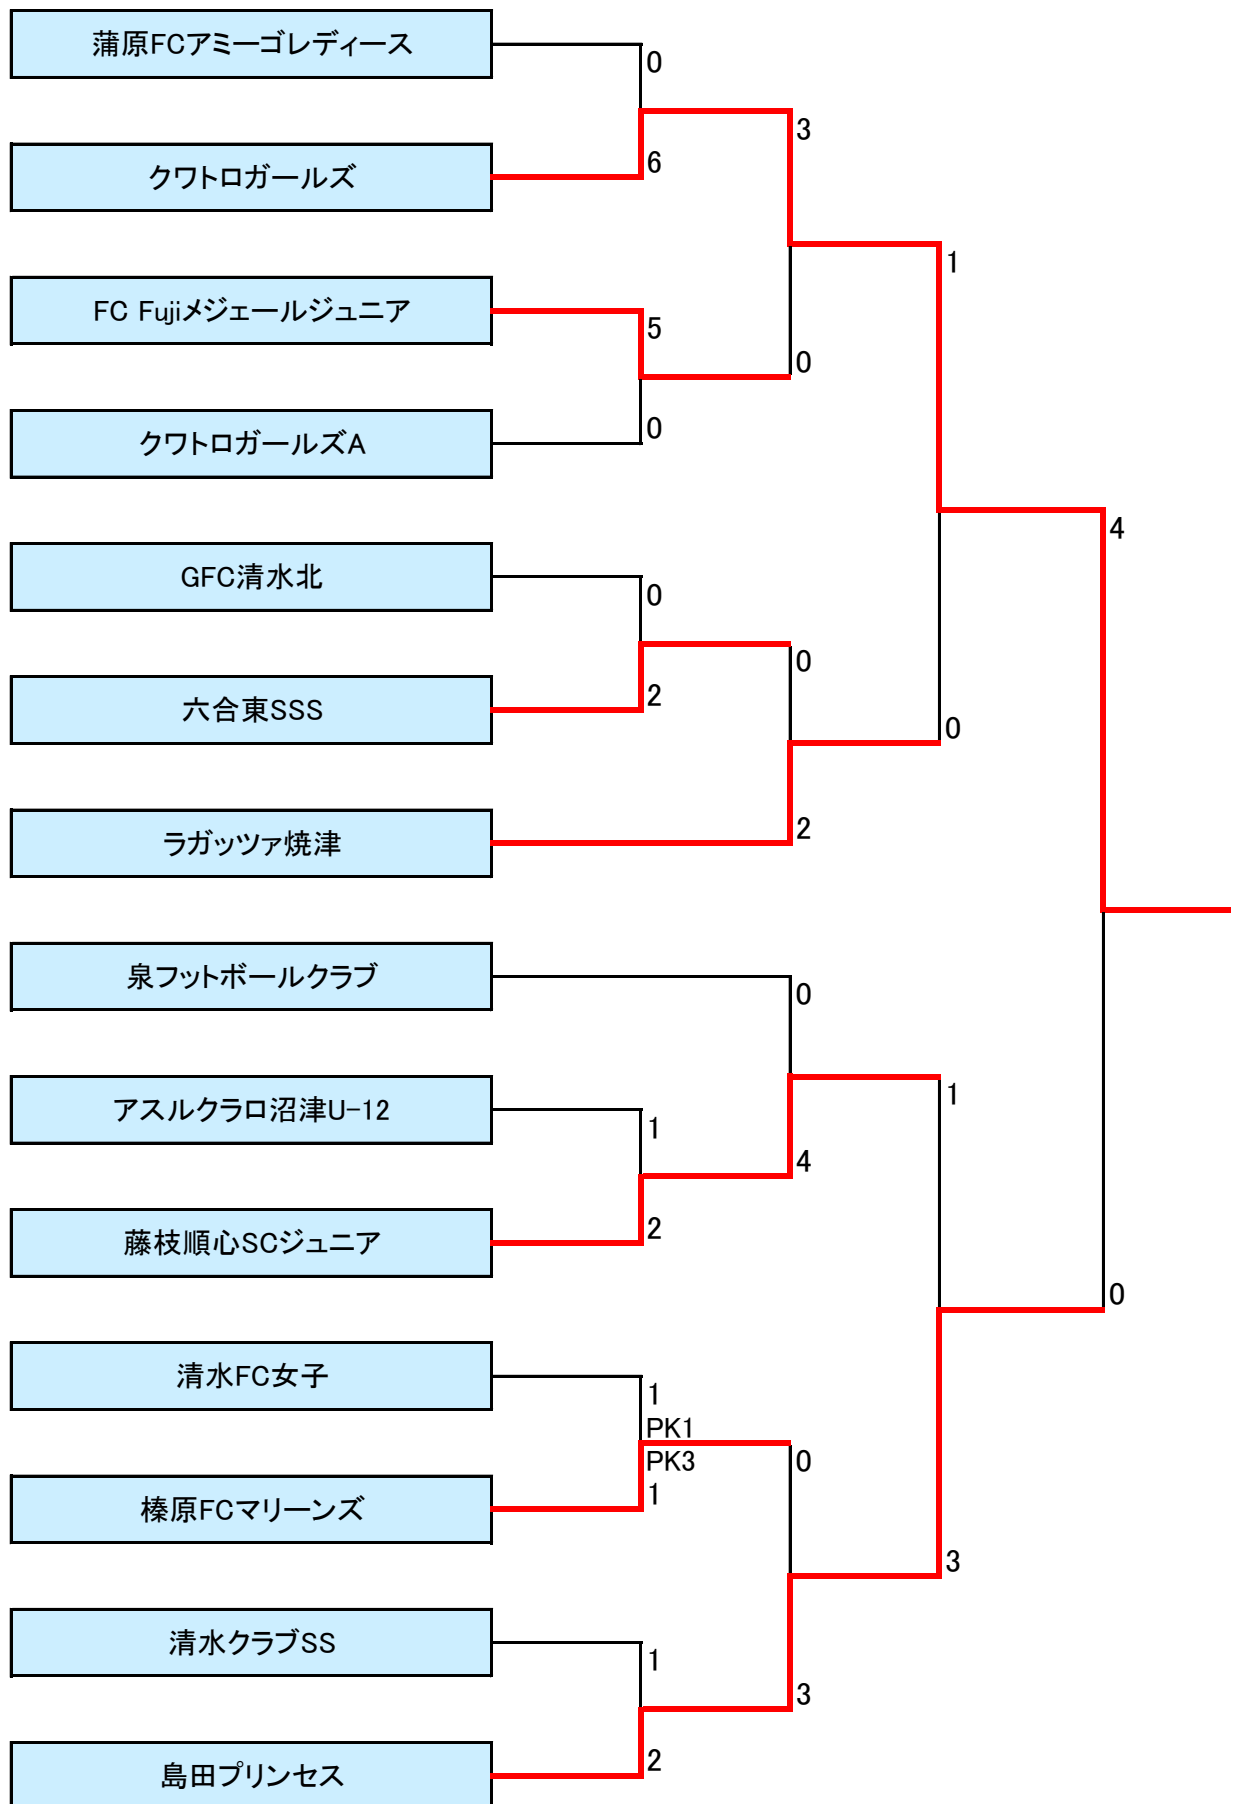 蒲原FCアミーゴレディース
0
3
6
クワトロガールズ
1
FC Fujiメジェールジュニア
5
0
0
クワトロガールズA
4
GFC清水北
0
0
2
六合東SSS
0
2
ラガッツァ焼津
泉フットボールクラブ
0
1
アスルクラロ沼津U-12
1
4
2
藤枝順心SCジュニア
0
清水FC女子
1
PK1
PK3
0
1
榛原FCマリーンズ
3
清水クラブSS
1
3
2
島田プリンセス